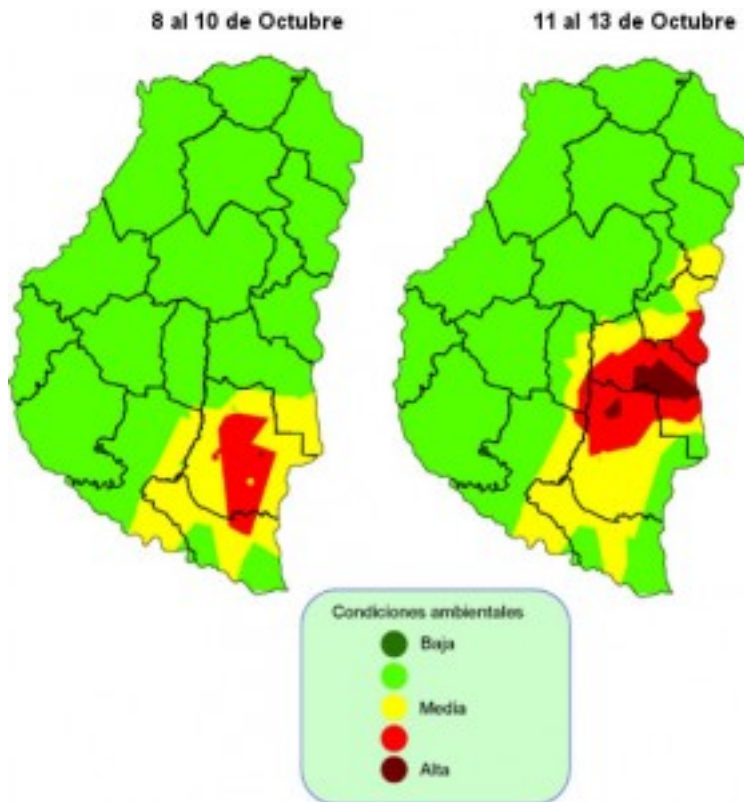 8 al 10 de Octubre
11 al 13 de Octubre
Condiciones ambientales
Baja
Media
Alta